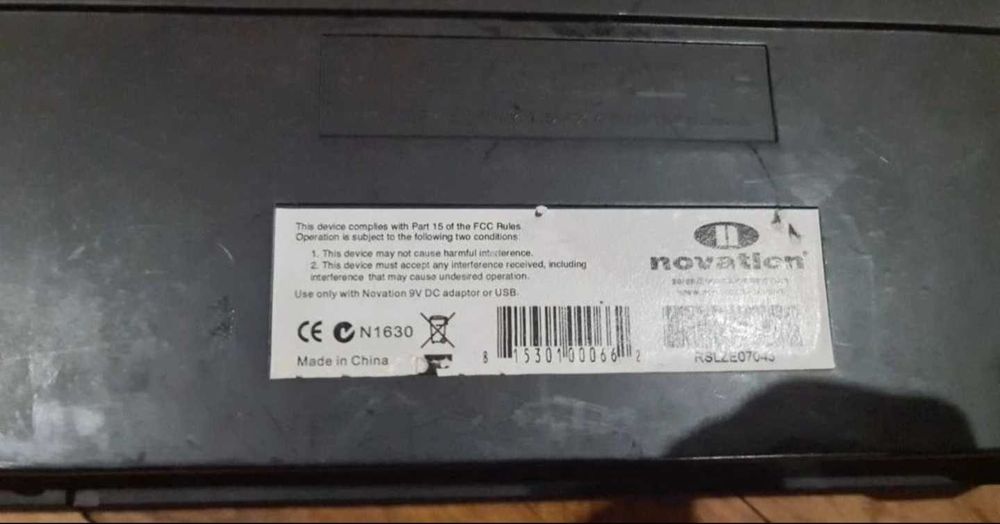 This device complies with Part 15 of the FCC Rules
Operation is subject to the following two conditions:
1. This device may not cause harmful interference.
2. This device must accept any interference received, including
interference that may cause undesired operation.
Use only with Novation 9V DC adaptor or USB.
CE N1630
Made in China
8 15301 00066 2
novation